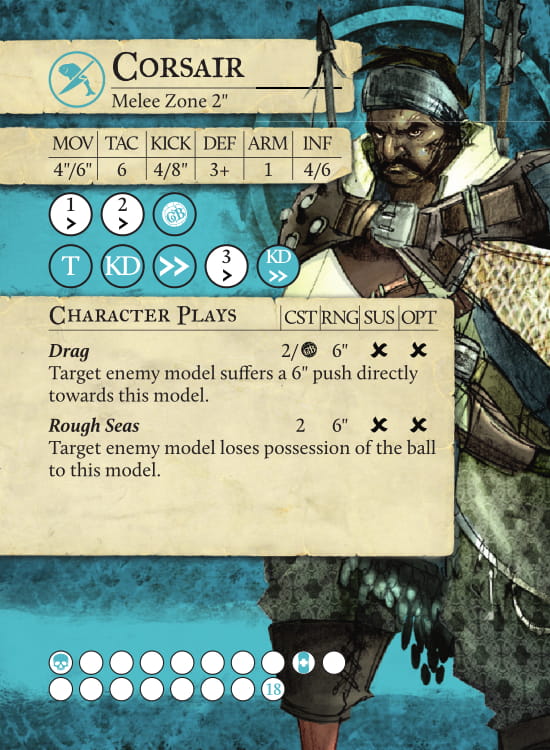 CORSAIR
Melee Zone 2"
MOV TAC KICK DEF ARM INF
4"/6" 6 4/8" 3+ 1 4/6
1 > 2 > GB
T KD >> 3 > KD >>
CHARACTER PLAYS CST RNG SUS OPT
Drag 2/GB 6" ✘ ✘
Target enemy model suffers a 6" push directly
towards this model.
Rough Seas 2 6" ✘ ✘
Target enemy model loses possession of the ball
to this model.
18